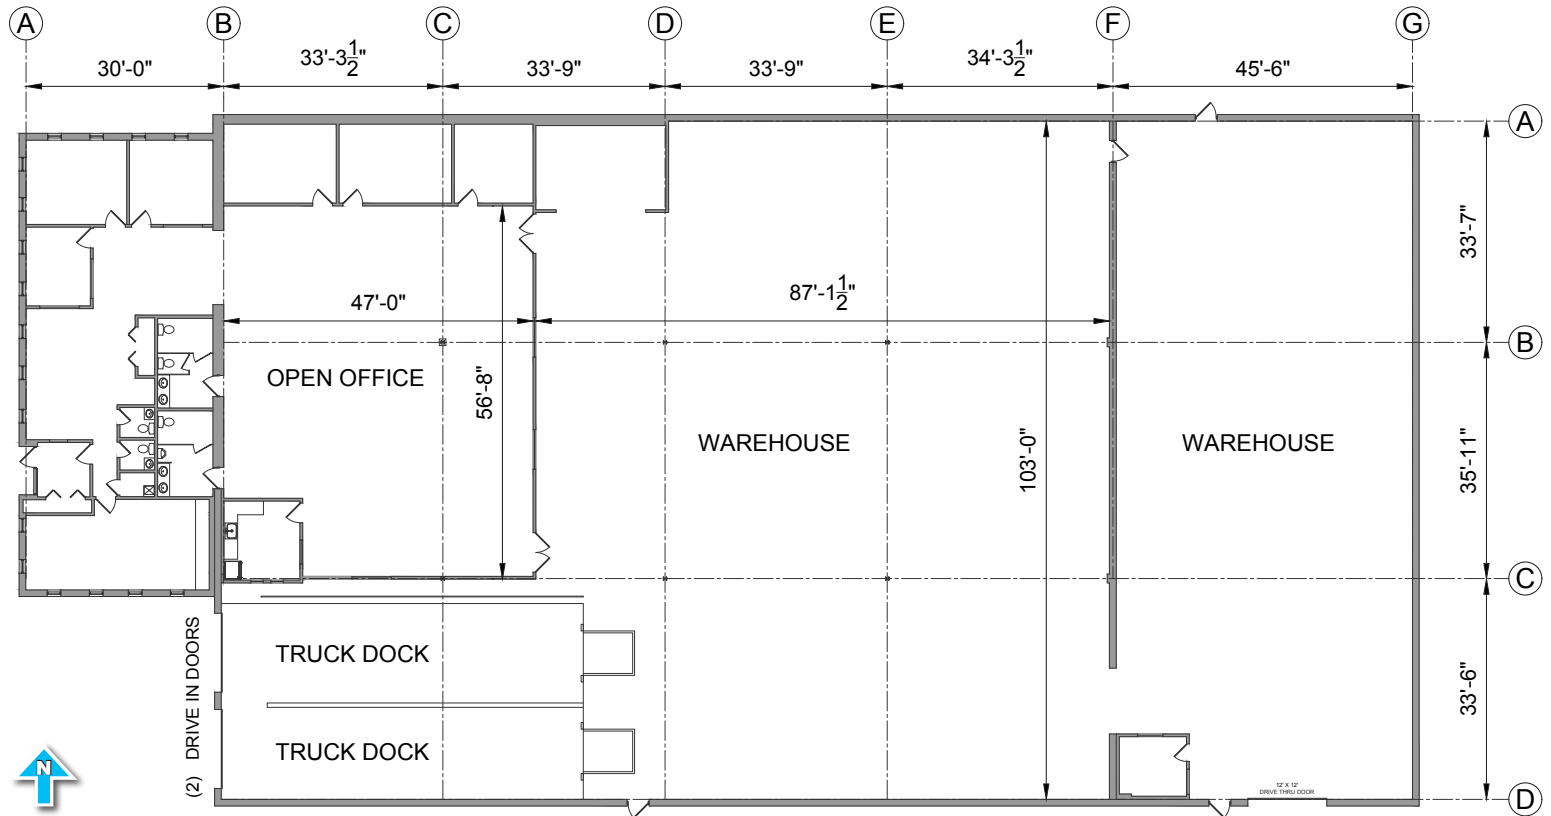 A B C D E F G
30'-0" 33'-3 1/2" 33'-9" 33'-9" 34'-3 1/2" 45'-6"
A
33'-7"
47'-0" 87'-1 1/2"
B
OPEN OFFICE
56'-8"
WAREHOUSE
103'-0"
WAREHOUSE
35'-11"
C
(2) DRIVE IN DOORS
TRUCK DOCK
33'-6"
TRUCK DOCK
N
12' X 12'
DRIVE THRU DOOR
D